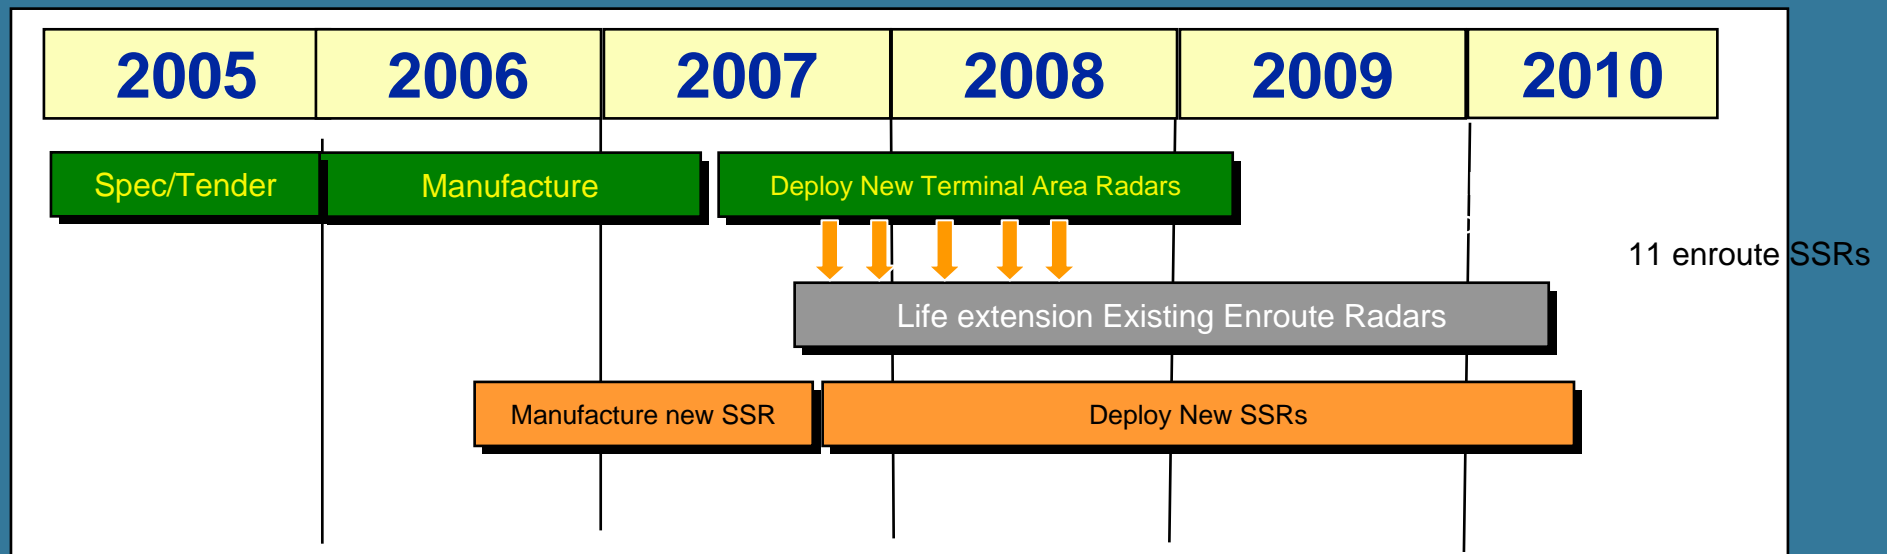 2005 2006 2007 2008 2009 2010
Spec/Tender Manufacture Deploy New Terminal Area Radars
11 enroute SSRs
Life extension Existing Enroute Radars
Manufacture new SSR Deploy New SSRs